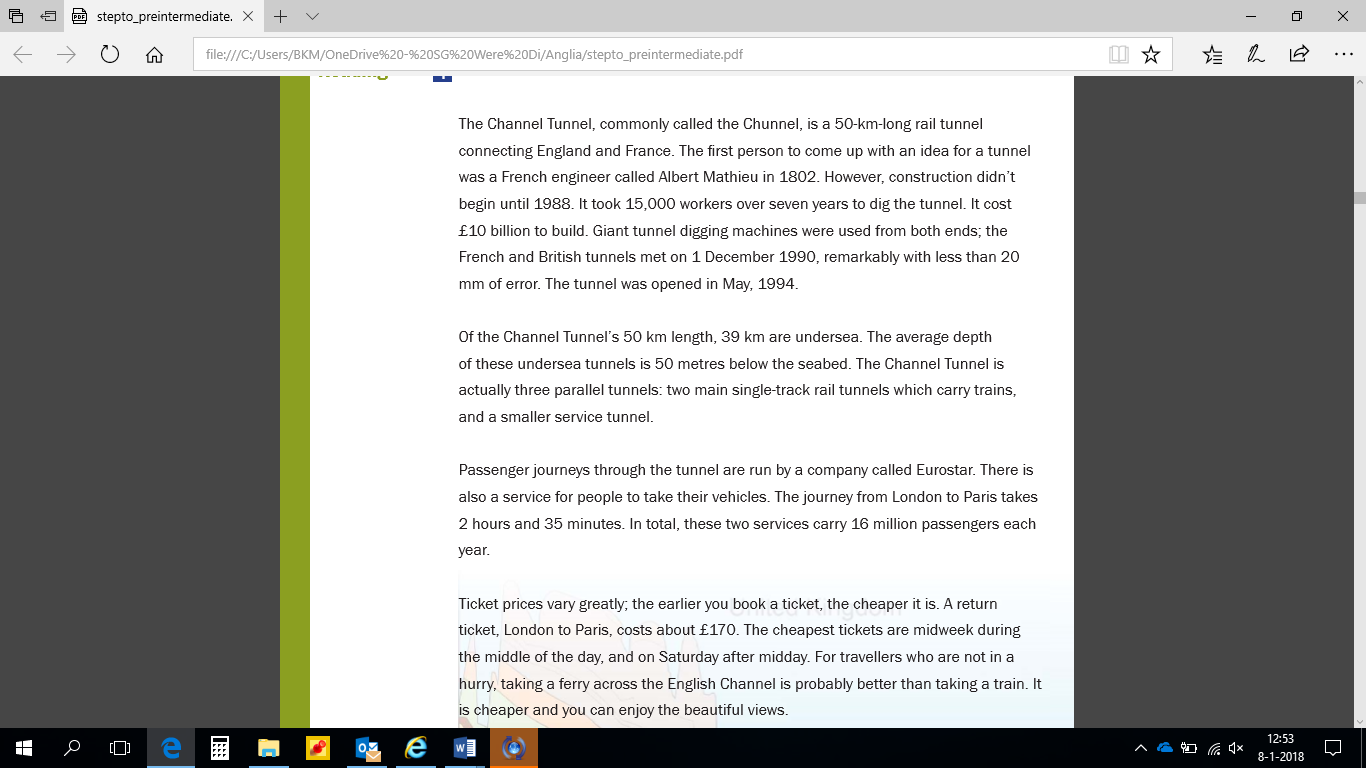 stepto_preintermediate.
file:///C:/Users/BKM/OneDrive%20-%20SG%20Were%20Di/Anglia/stepto_preintermediate.pdf
The Channel Tunnel, commonly called the Chunnel, is a 50-km-long rail tunnel
connecting England and France. The first person to come up with an idea for a tunnel
was a French engineer called Albert Mathieu in 1802. However, construction didn't
begin until 1988. It took 15,000 workers over seven years to dig the tunnel. It cost
£10 billion to build. Giant tunnel digging machines were used from both ends; the
French and British tunnels met on 1 December 1990, remarkably with less than 20
mm of error. The tunnel was opened in May, 1994.
Of the Channel Tunnel's 50 km length, 39 km are undersea. The average depth
of these undersea tunnels is 50 metres below the seabed. The Channel Tunnel is
actually three parallel tunnels: two main single-track rail tunnels which carry trains,
and a smaller service tunnel.
Passenger journeys through the tunnel are run by a company called Eurostar. There is
also a service for people to take their vehicles. The journey from London to Paris takes
2 hours and 35 minutes. In total, these two services carry 16 million passengers each
year.
Ticket prices vary greatly; the earlier you book a ticket, the cheaper it is. A return
ticket, London to Paris, costs about £170. The cheapest tickets are midweek during
the middle of the day, and on Saturday after midday. For travellers who are not in a
hurry, taking a ferry across the English Channel is probably better than taking a train. It
is cheaper and you can enjoy the beautiful views.
United Kingdom
12:53
8-1-2018